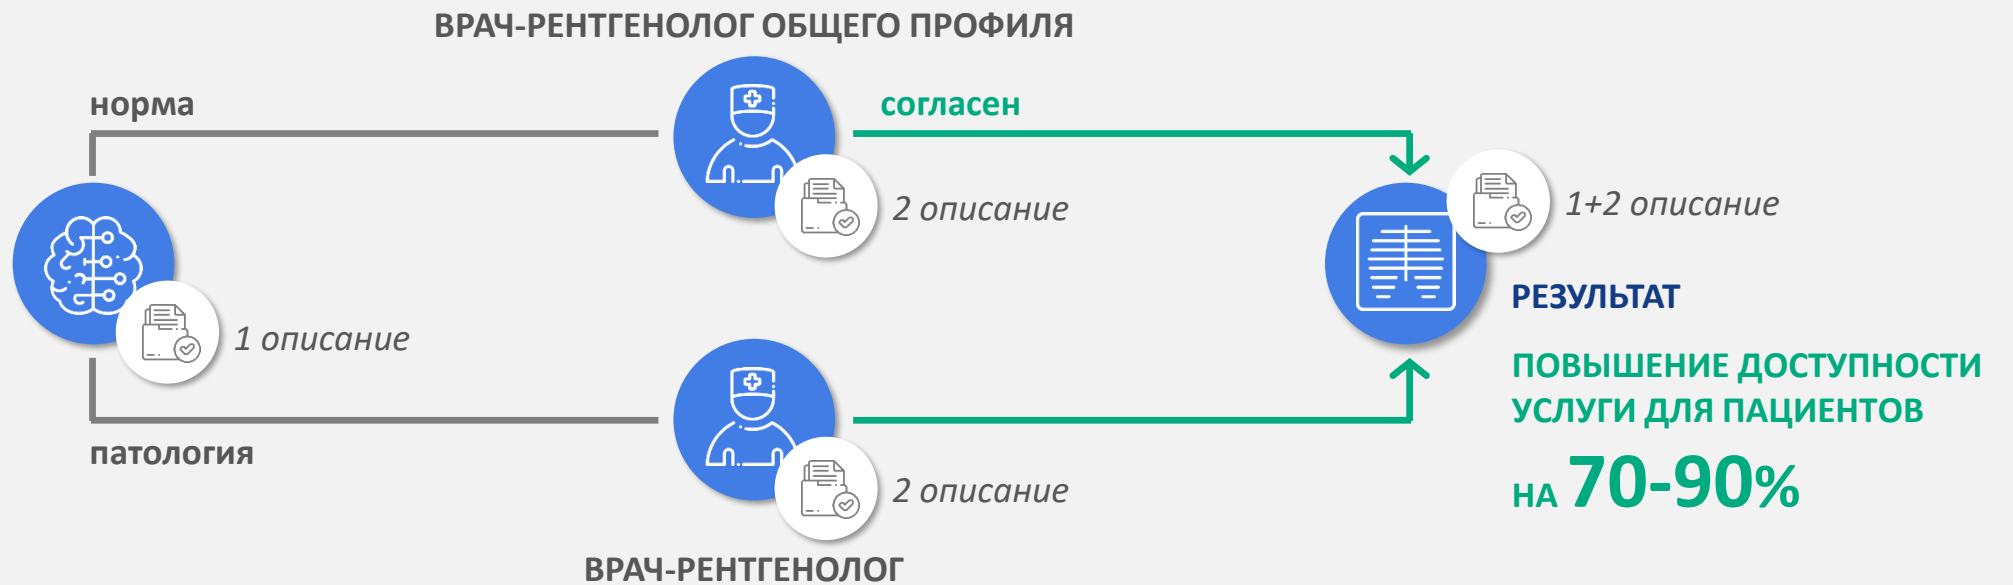 ВРАЧ-РЕНТГЕНОЛОГ ОБЩЕГО ПРОФИЛЯ
норма
согласен
2 описание
1+2 описание
1 описание
РЕЗУЛЬТАТ
ПОВЫШЕНИЕ ДОСТУПНОСТИ
УСЛУГИ ДЛЯ ПАЦИЕНТОВ
НА 70-90%
патология
2 описание
ВРАЧ-РЕНТГЕНОЛОГ